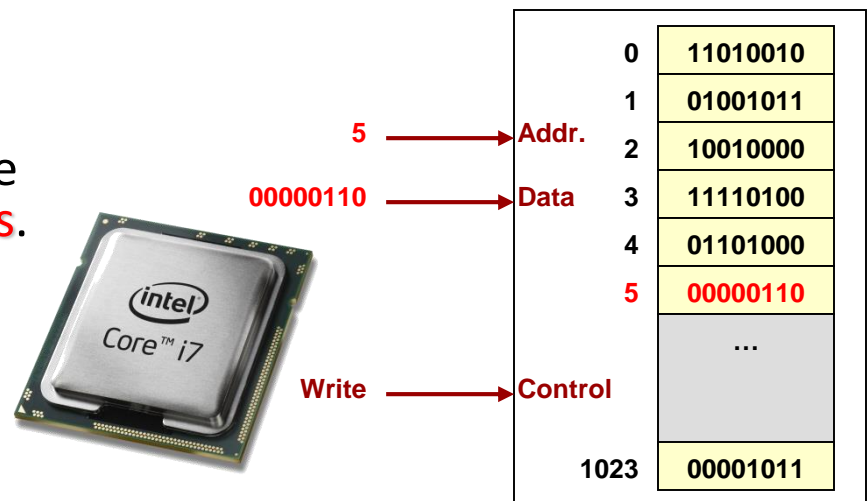 0 11010010
1 01001011
5 Addr.
2 10010000
e
00000110 Data 3 11110100
s.
4 01101000
5 00000110
intel
Core™ i7
…
Write Control
1023 00001011